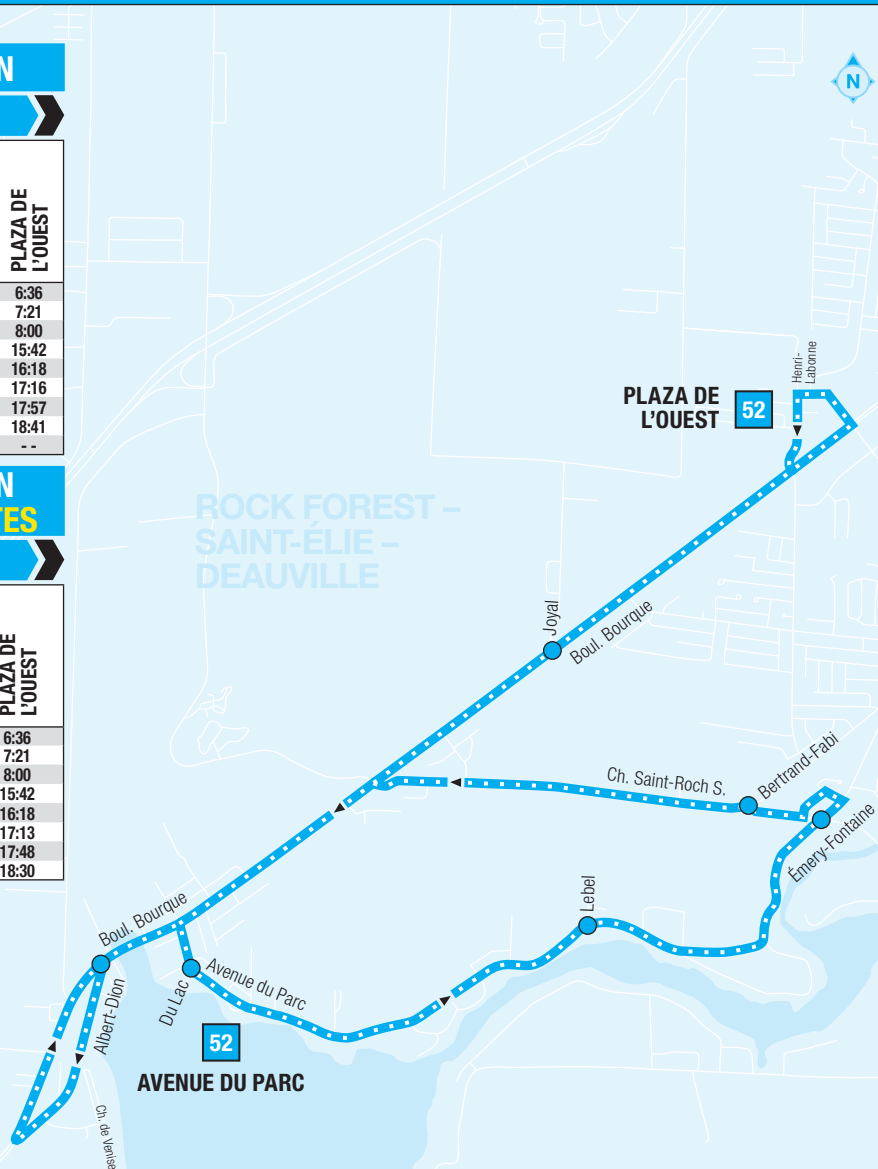 N
PLAZA DE
L'OUEST
6:36
7:21
8:00
15:42
16:18
17:16
17:57
18:41
- -
N
TES
PLAZA DE
L'OUEST
6:36
7:21
8:00
15:42
16:18
17:13
17:48
18:30
N
Henri-
Labonne
PLAZA DE
L'OUEST
52
ROCK FOREST –
SAINT-ÉLIE –
DEAUVILLE
Joyal
Boul. Bourque
Ch. Saint-Roch S.
Bertrand-Fabi
Émery-Fontaine
Lebel
Boul. Bourque
Albert-Dion
Du Lac
Avenue du Parc
52
AVENUE DU PARC
Ch. de Venise